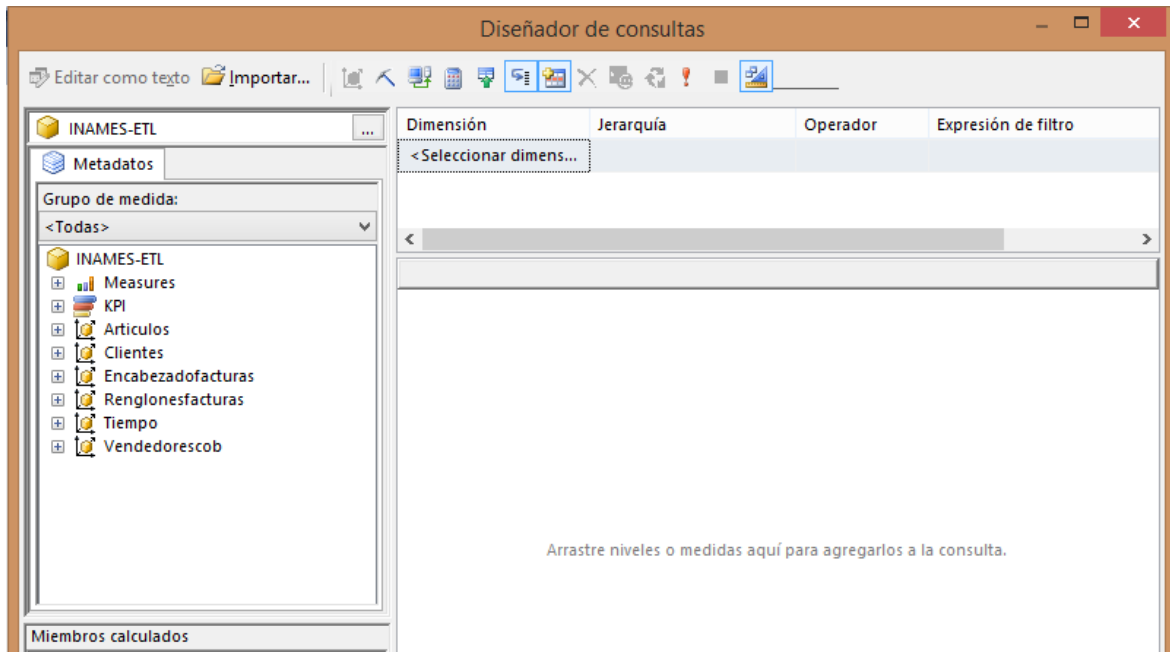 Diseñador de consultas
Editar como texto Importar...
INAMES-ETL ...
Metadatos
Grupo de medida:
<Todas>
INAMES-ETL
Measures
KPI
Articulos
Clientes
Encabezadofacturas
Renglonesfacturas
Tiempo
Vendedorescob
Miembros calculados
Dimensión Jerarquía Operador Expresión de filtro
<Seleccionar dimens...
Arrastre niveles o medidas aquí para agregarlos a la consulta.